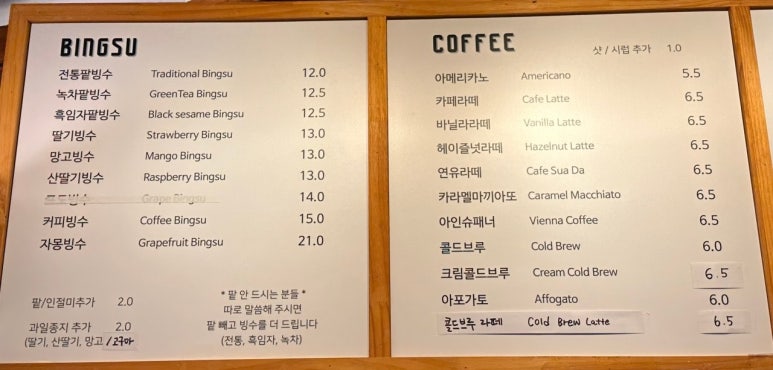 BINGSU
전통팥빙수 Traditional Bingsu 12.0
녹차팥빙수 GreenTea Bingsu 12.5
흑임자팥빙수 Black sesame Bingsu 12.5
딸기빙수 Strawberry Bingsu 13.0
망고빙수 Mango Bingsu 13.0
산딸기빙수 Raspberry Bingsu 13.0
Grape Bingsu 14.0
커피빙수 Coffee Bingsu 15.0
자몽빙수 Grapefruit Bingsu 21.0
팥/인절미추가 2.0
과일종지 추가 2.0
(딸기, 산딸기, 망고
* 팥 안 드시는 분들 *
따로 말씀해 주시면
팥 빼고 빙수를 더 드립니다
(전통, 흑임자, 녹차)
COFFEE
샷 / 시럽 추가 1.0
아메리카노 Americano 5.5
카페라떼 Cafe Latte 6.5
바닐라라떼 Vanilla Latte 6.5
헤이즐넛라떼 Hazelnut Latte 6.5
연유라떼 Cafe Sua Da 6.5
카라멜마끼아또 Caramel Macchiato 6.5
아인슈패너 Vienna Coffee 6.5
콜드브루 Cold Brew 6.0
크림콜드브루 Cream Cold Brew 6.5
아포가토 Affogato 6.0
콜드브루 라떼 Cold Brew Latte 6.5